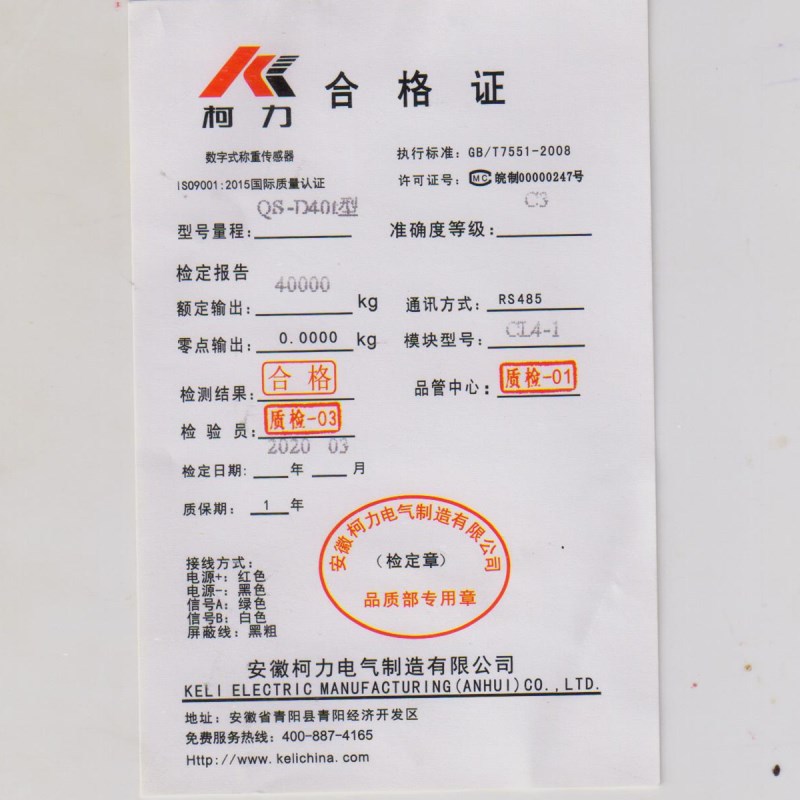 柯力 合格证
数字式称重传感器 执行标准：GB/T7551-2008
ISO9001:2015国际质量认证 许可证号：MC 皖制00000247号
型号量程：QS-D40t型 准确度等级：C3
检定报告
额定输出：40000 kg 通讯方式：RS485
零点输出：0.0000 kg 模块型号：CL4-1
检测结果：合格 品管中心：质检-01
检验员：质检-03
检定日期：2020年03月
质保期：1年
安徽柯力电气制造有限公司
（检定章）
品质部专用章
接线方式：
电源+：红色
电源-：黑色
信号A：绿色
信号B：白色
屏蔽线：黑粗
安徽柯力电气制造有限公司
KELI ELECTRIC MANUFACTURING(ANHUI)CO.,LTD.
地址：安徽省青阳县青阳经济开发区
免费服务热线：400-887-4165
Http://www.kelichina.com